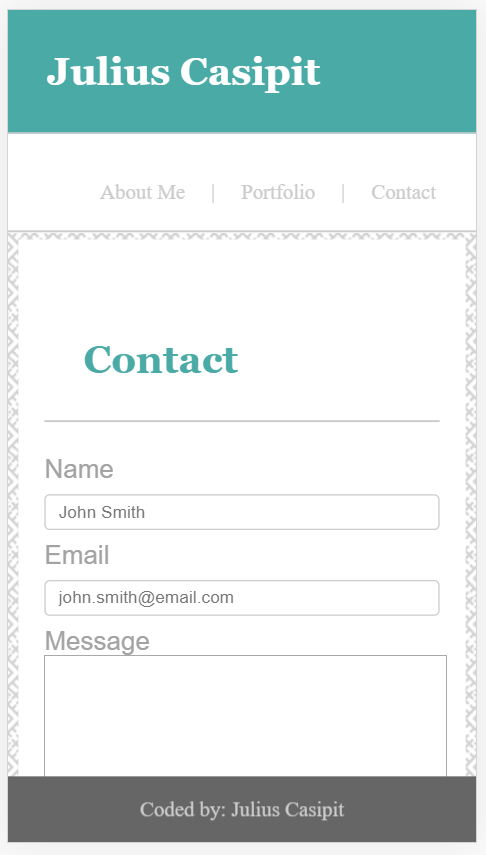 Julius Casipit
About Me | Portfolio | Contact
Contact
Name
John Smith
Email
john.smith@email.com
Message
Coded by: Julius Casipit